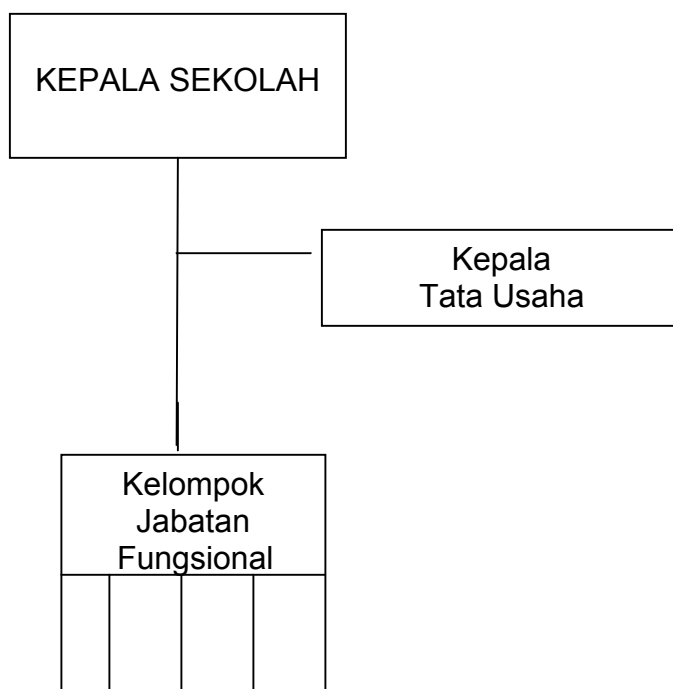 KEPALA SEKOLAH
Kepala
Tata Usaha
Kelompok
Jabatan
Fungsional